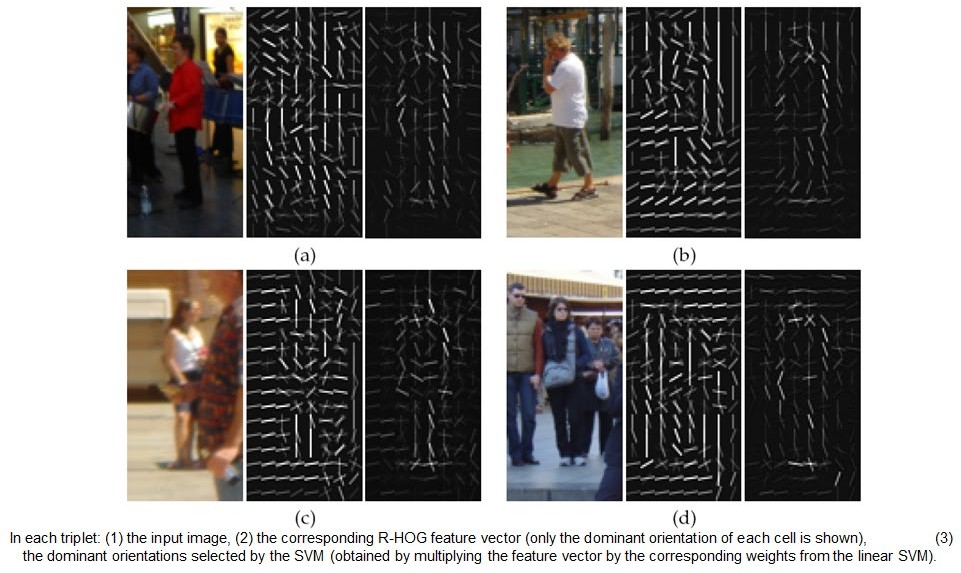 (a)
(b)
(c)
(d)
In each triplet: (1) the input image, (2) the corresponding R-HOG feature vector (only the dominant orientation of each cell is shown), (3)
the dominant orientations selected by the SVM (obtained by multiplying the feature vector by the corresponding weights from the linear SVM).